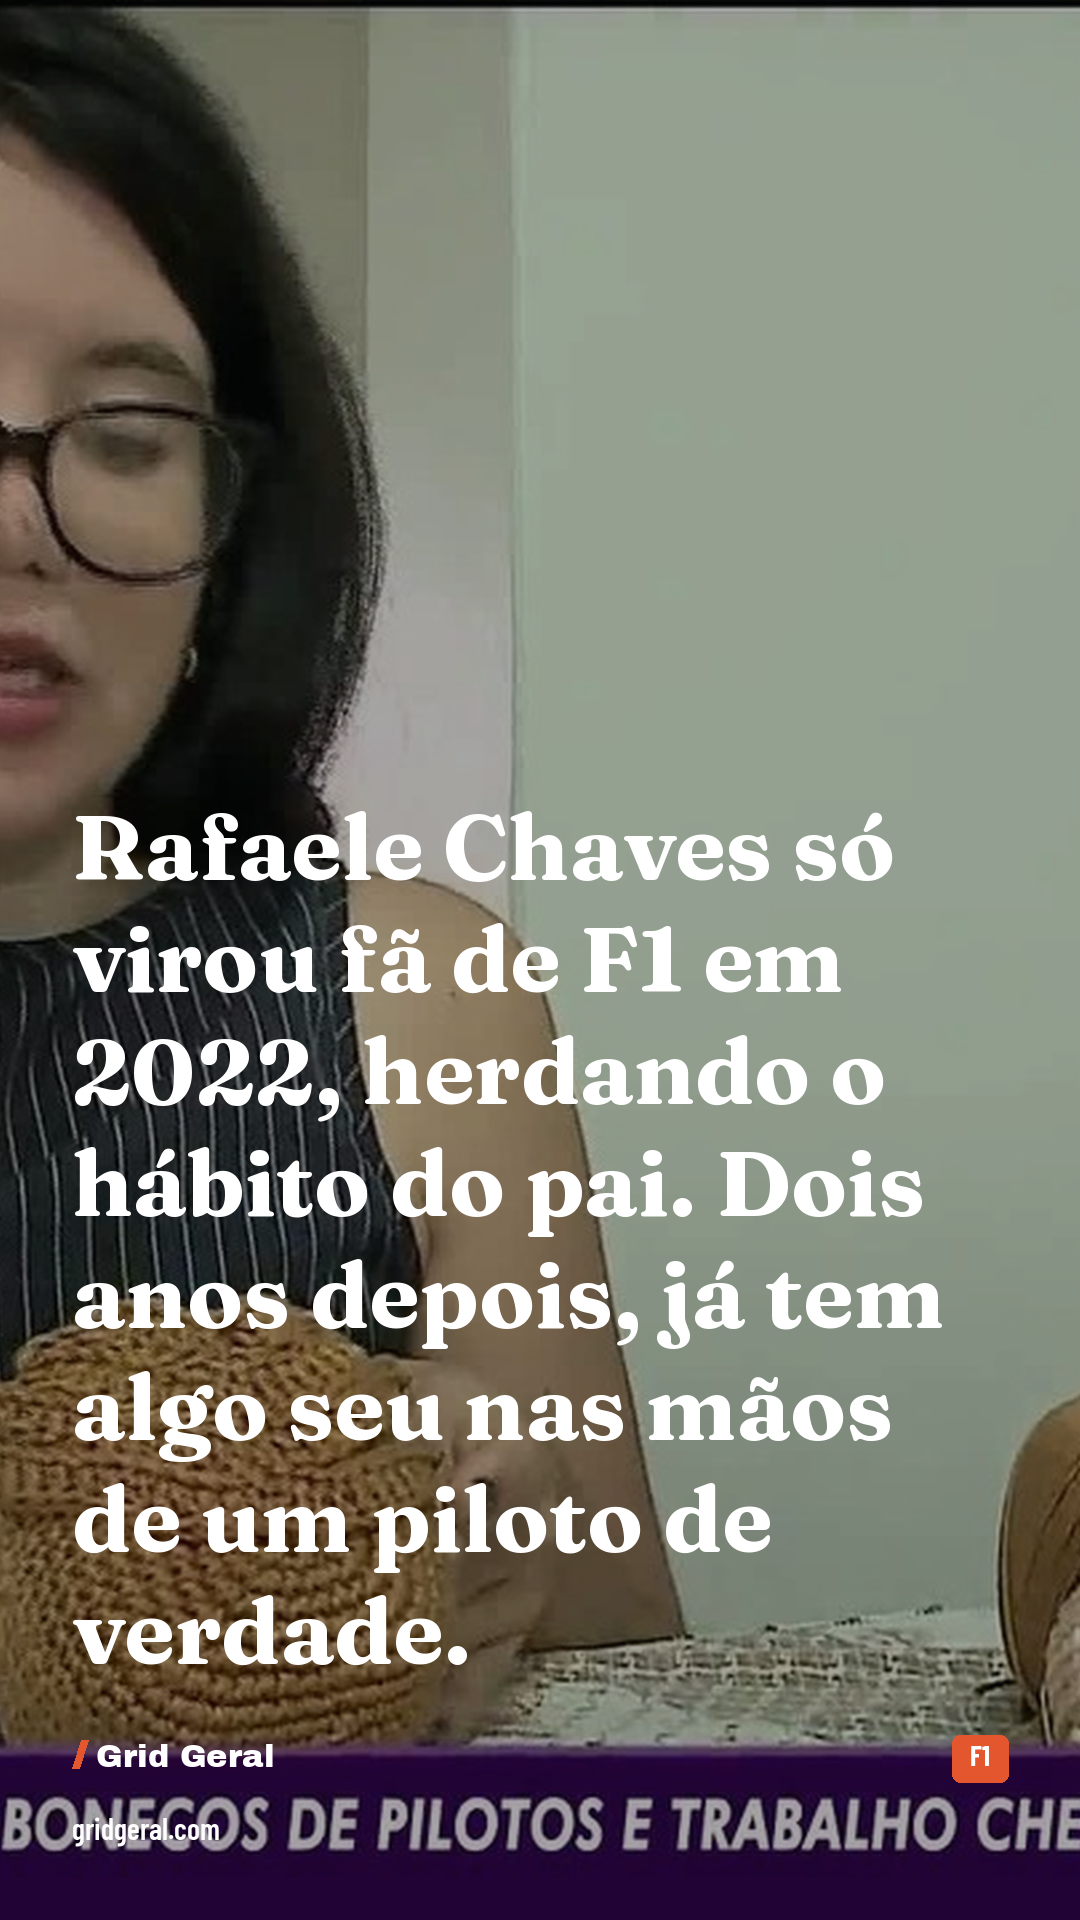 Rafaele Chaves só
virou fã de F1 em
2022, herdando o
hábito do pai. Dois
anos depois, já tem
algo seu nas mãos
de um piloto de
verdade.
/ Grid Geral
F1
BONECOS DE PILOTOS E TRABALHO CHE
gridgeral.com